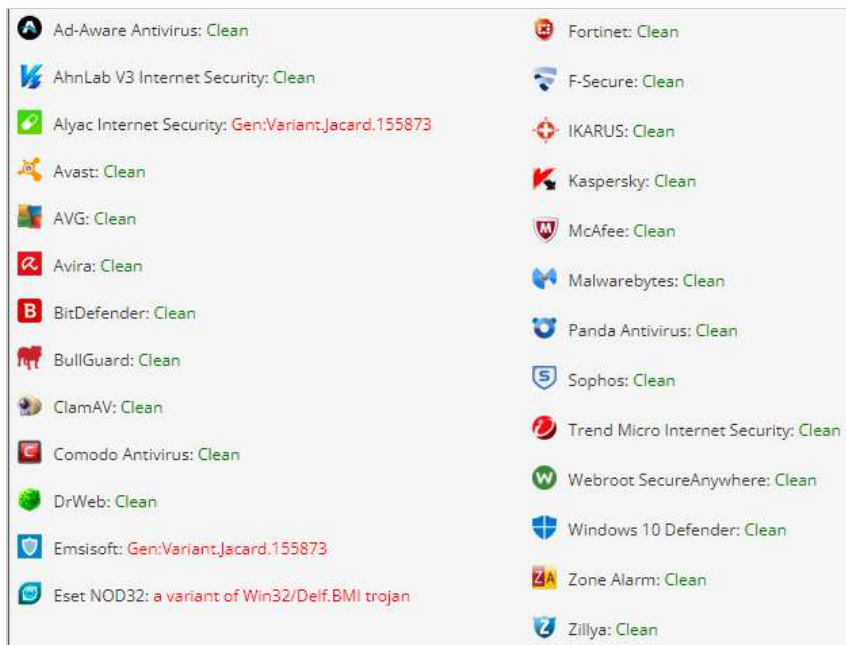 Ad-Aware Antivirus: Clean
AhnLab V3 Internet Security: Clean
Alyac Internet Security: Gen:Variant.Jacard.155873
Avast: Clean
AVG: Clean
Avira: Clean
BitDefender: Clean
BullGuard: Clean
ClamAV: Clean
Comodo Antivirus: Clean
DrWeb: Clean
Emsisoft: Gen:Variant.Jacard.155873
Eset NOD32: a variant of Win32/Delf.BMI trojan
Fortinet: Clean
F-Secure: Clean
IKARUS: Clean
Kaspersky: Clean
McAfee: Clean
Malwarebytes: Clean
Panda Antivirus: Clean
Sophos: Clean
Trend Micro Internet Security: Clean
Webroot SecureAnywhere: Clean
Windows 10 Defender: Clean
Zone Alarm: Clean
Zillya: Clean